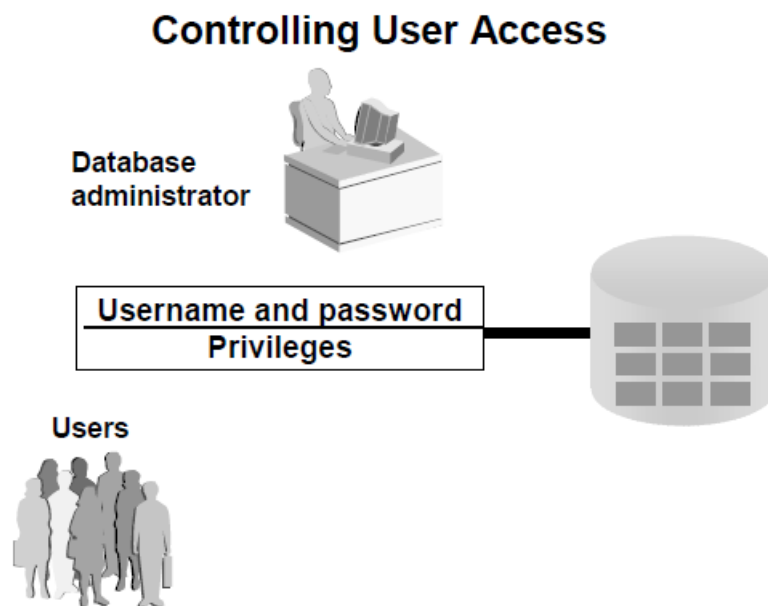 Controlling User Access
Database
administrator
Username and password
Privileges
Users